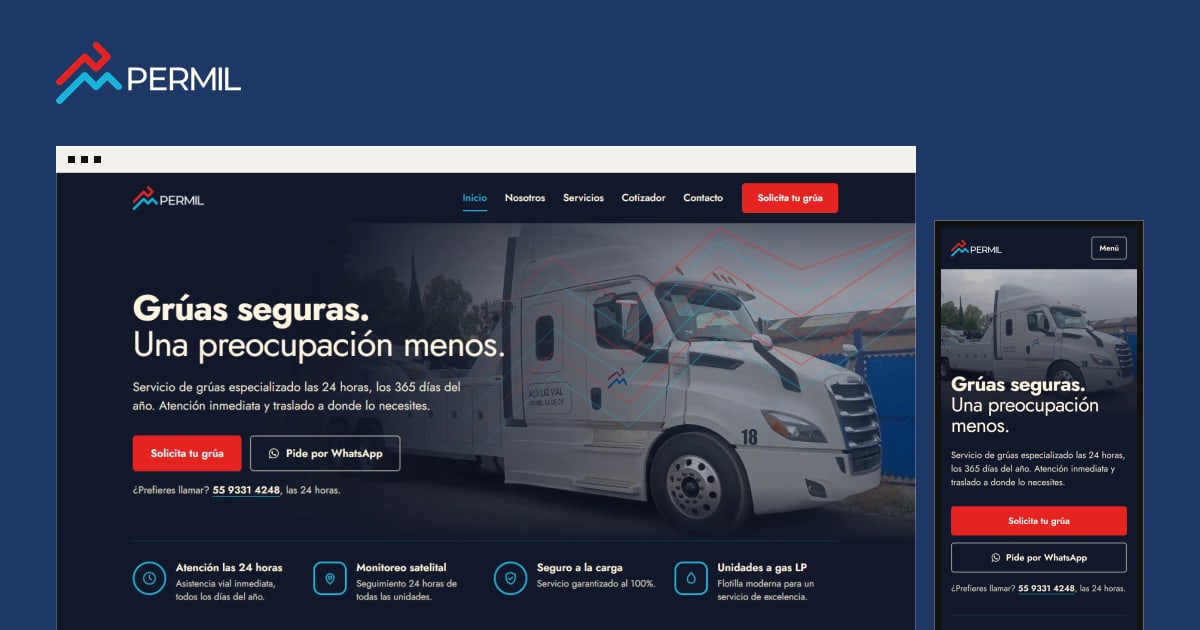 PERMIL
PERMIL
Inicio Nosotros Servicios Cotizador Contacto Solicita tu grúa
Grúas seguras.
Una preocupación menos.
Servicio de grúas especializado las 24 horas, los 365 días del
año. Atención inmediata y traslado a donde lo necesites.
Solicita tu grúa Pide por WhatsApp
¿Prefieres llamar? 55 9331 4248, las 24 horas.
AUXILIO VIAL
18
Atención las 24 horas
Asistencia vial inmediata,
todos los días del año.
Monitoreo satelital
Seguimiento 24 horas de
todas las unidades.
Seguro a la carga
Servicio garantizado al 100%.
Unidades a gas LP
Flotilla moderna para un
servicio de excelencia.
PERMIL Menú
Grúas seguras.
Una preocupación
menos.
Servicio de grúas especializado las 24 horas,
los 365 días del año. Atención inmediata y
traslado a donde lo necesites.
Solicita tu grúa
Pide por WhatsApp
¿Prefieres llamar? 55 9331 4248, las 24 horas.